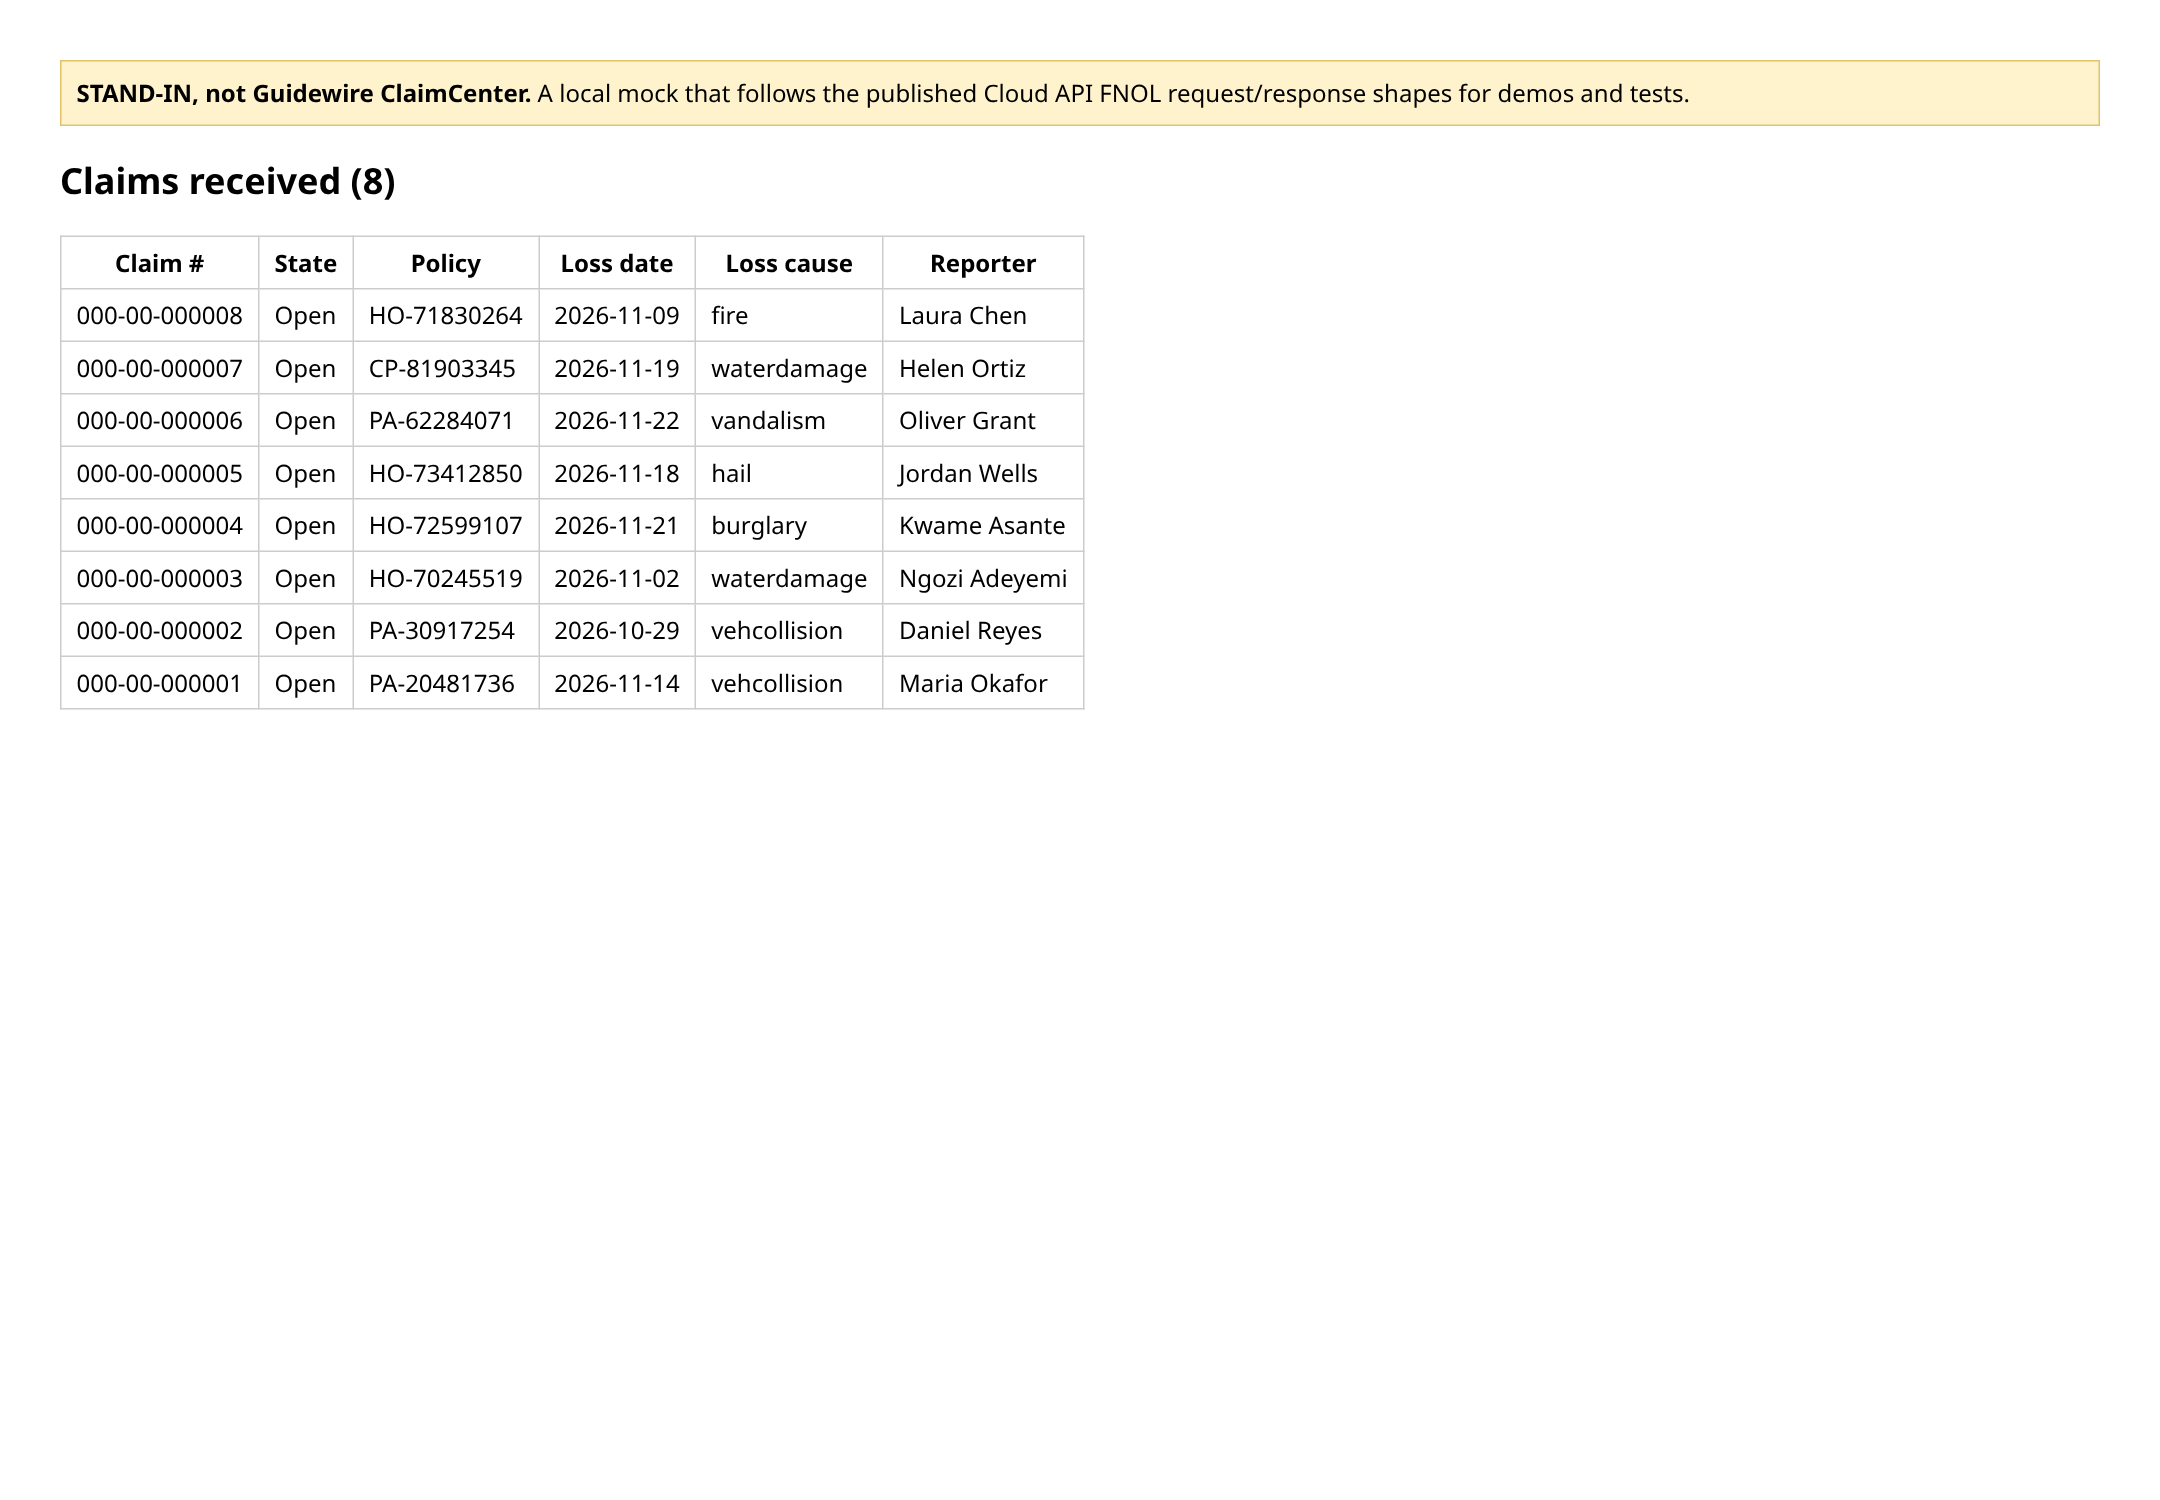 STAND-IN, not Guidewire ClaimCenter. A local mock that follows the published Cloud API FNOL request/response shapes for demos and tests.
Claims received (8)
Claim # State Policy Loss date Loss cause Reporter
000-00-000008 Open HO-71830264 2026-11-09 fire Laura Chen
000-00-000007 Open CP-81903345 2026-11-19 waterdamage Helen Ortiz
000-00-000006 Open PA-62284071 2026-11-22 vandalism Oliver Grant
000-00-000005 Open HO-73412850 2026-11-18 hail Jordan Wells
000-00-000004 Open HO-72599107 2026-11-21 burglary Kwame Asante
000-00-000003 Open HO-70245519 2026-11-02 waterdamage Ngozi Adeyemi
000-00-000002 Open PA-30917254 2026-10-29 vehcollision Daniel Reyes
000-00-000001 Open PA-20481736 2026-11-14 vehcollision Maria Okafor